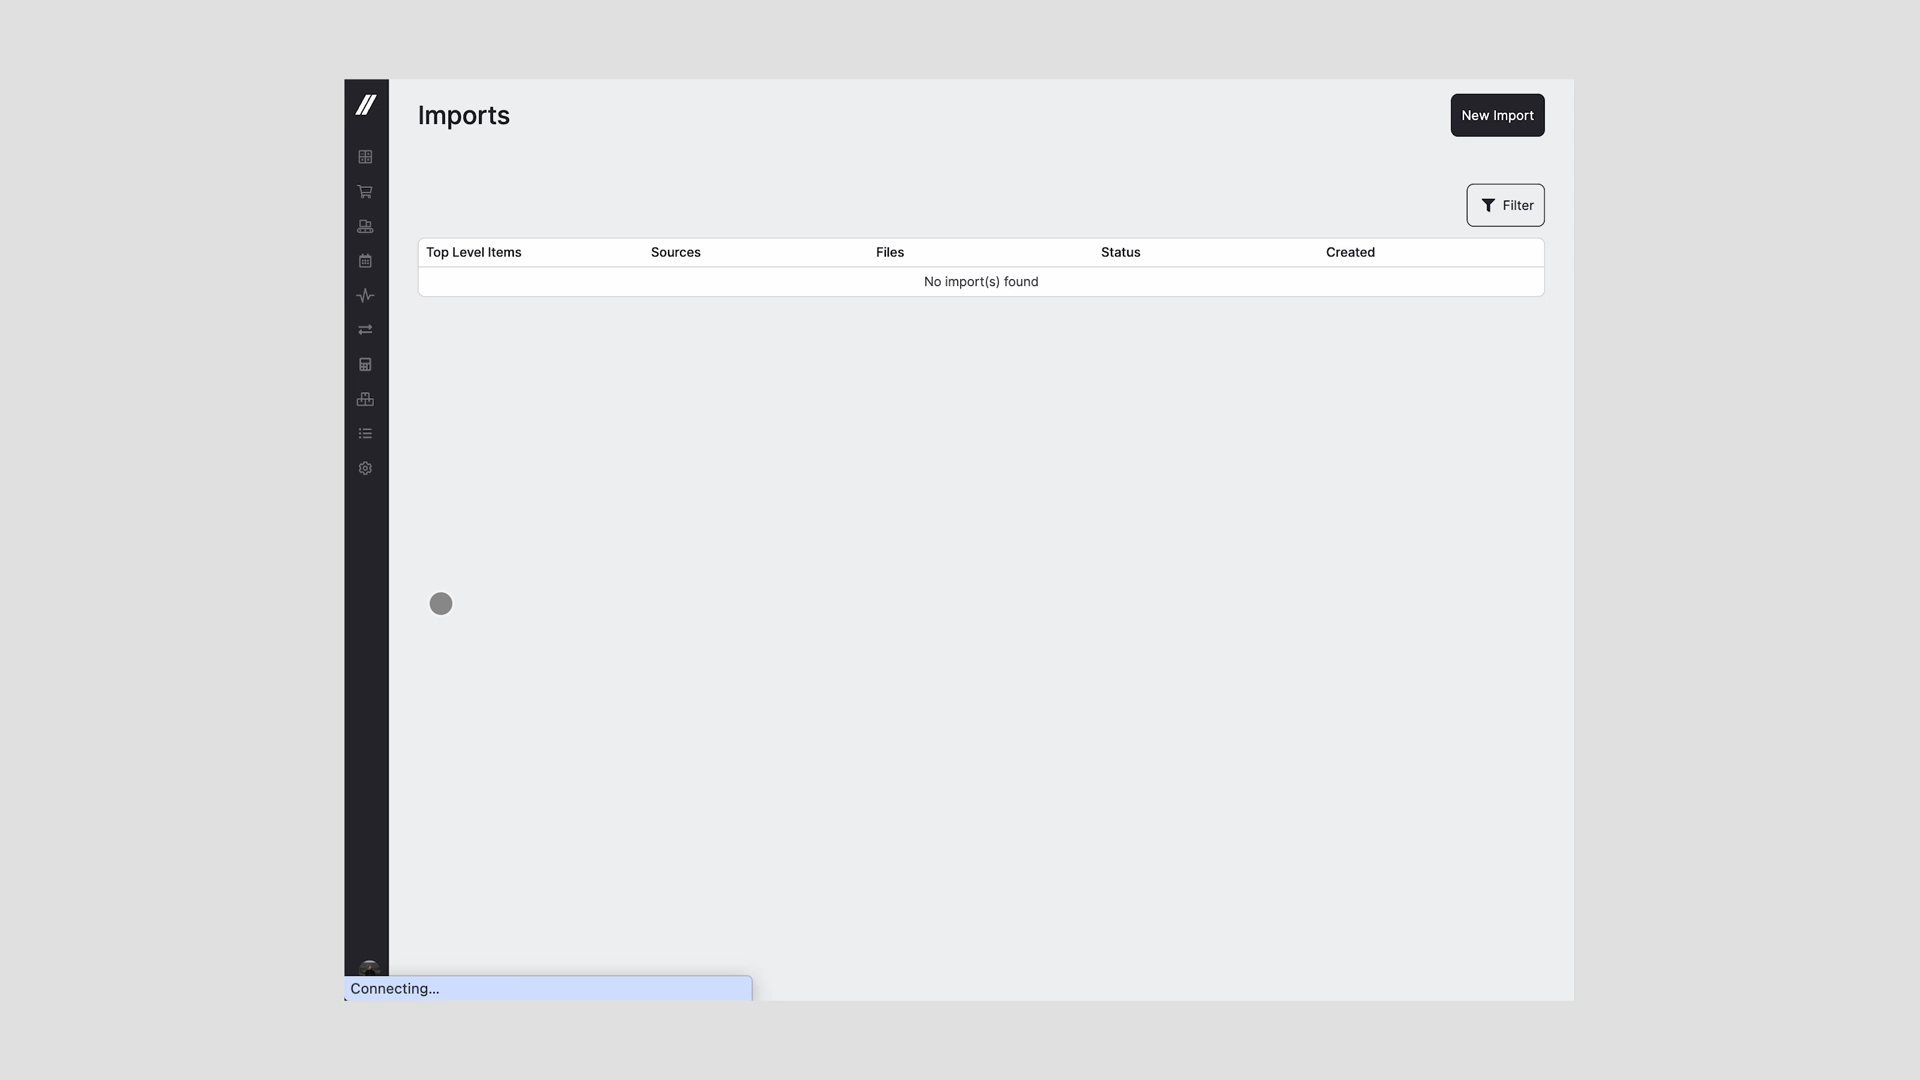 Imports
New Import
Filter
Top Level Items Sources Files Status Created
No import(s) found
Connecting...